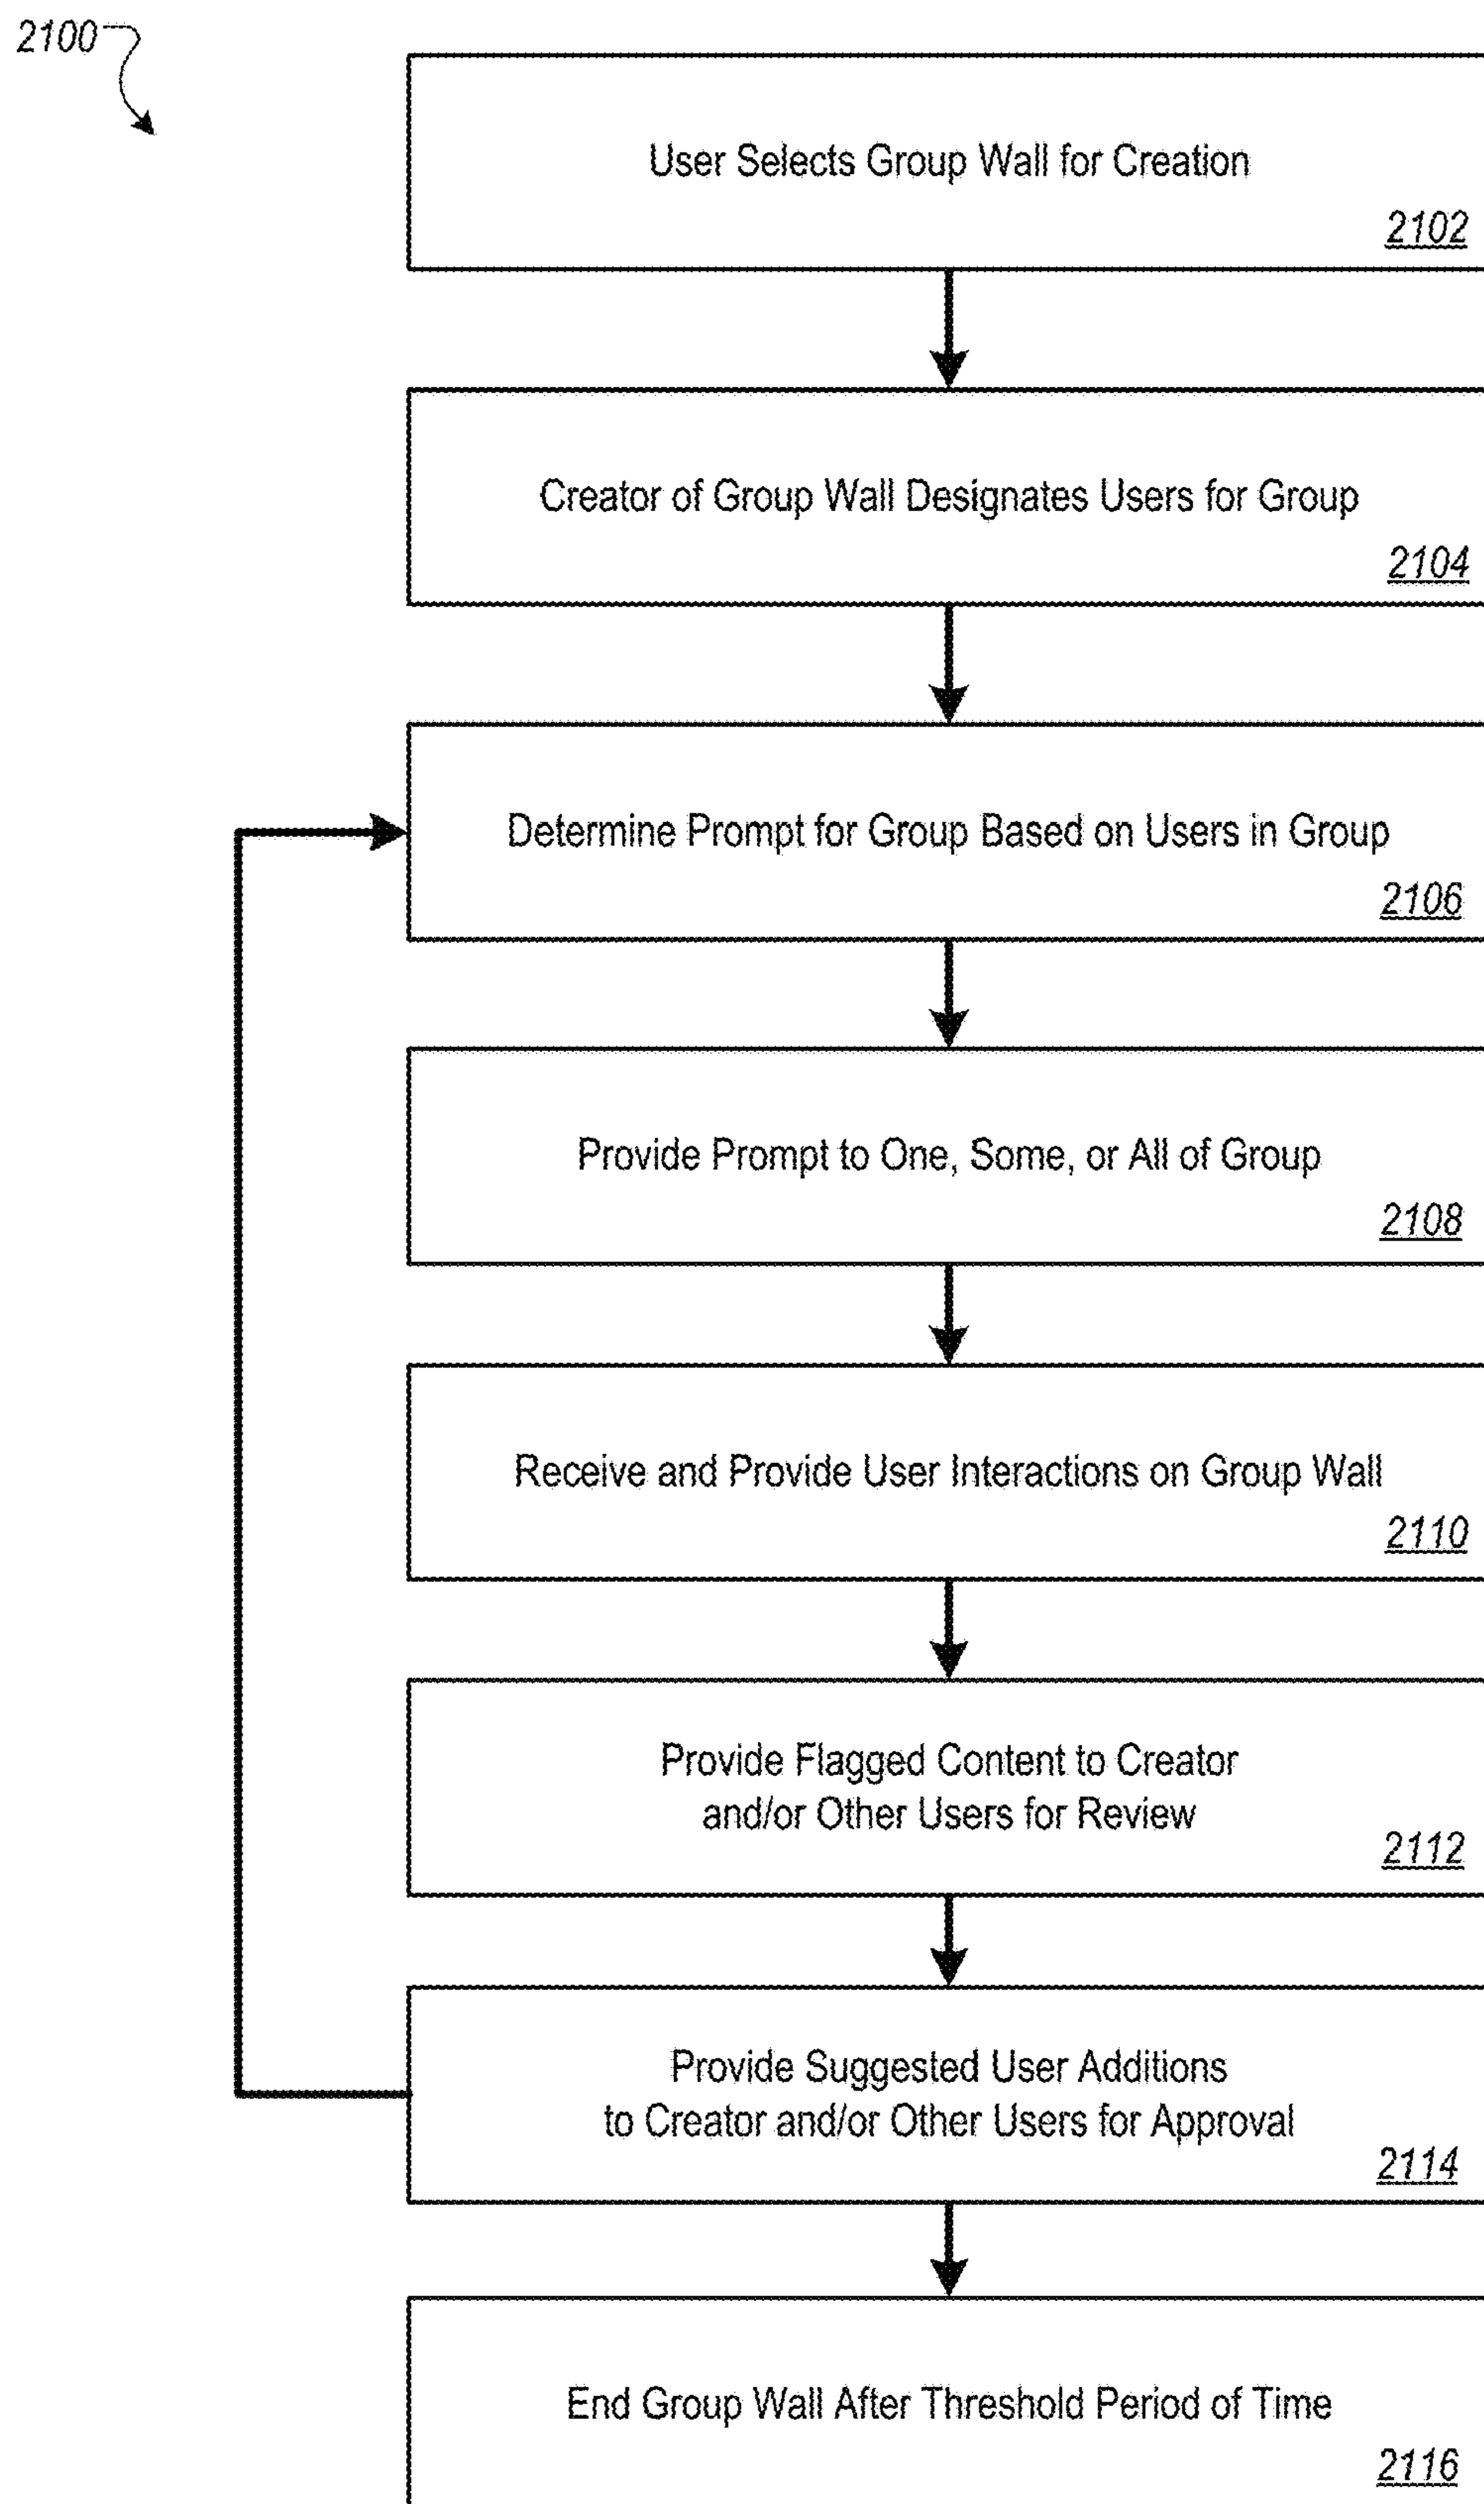 2100
User Selects Group Wall for Creation
2102
Creator of Group Wall Designates Users for Group
2104
Determine Prompt for Group Based on Users in Group
2106
Provide Prompt to One, Some, or All of Group
2108
Receive and Provide User Interactions on Group Wall
2110
Provide Flagged Content to Creator
and/or Other Users for Review
2112
Provide Suggested User Additions
to Creator and/or Other Users for Approval
2114
End Group Wall After Threshold Period of Time
2116